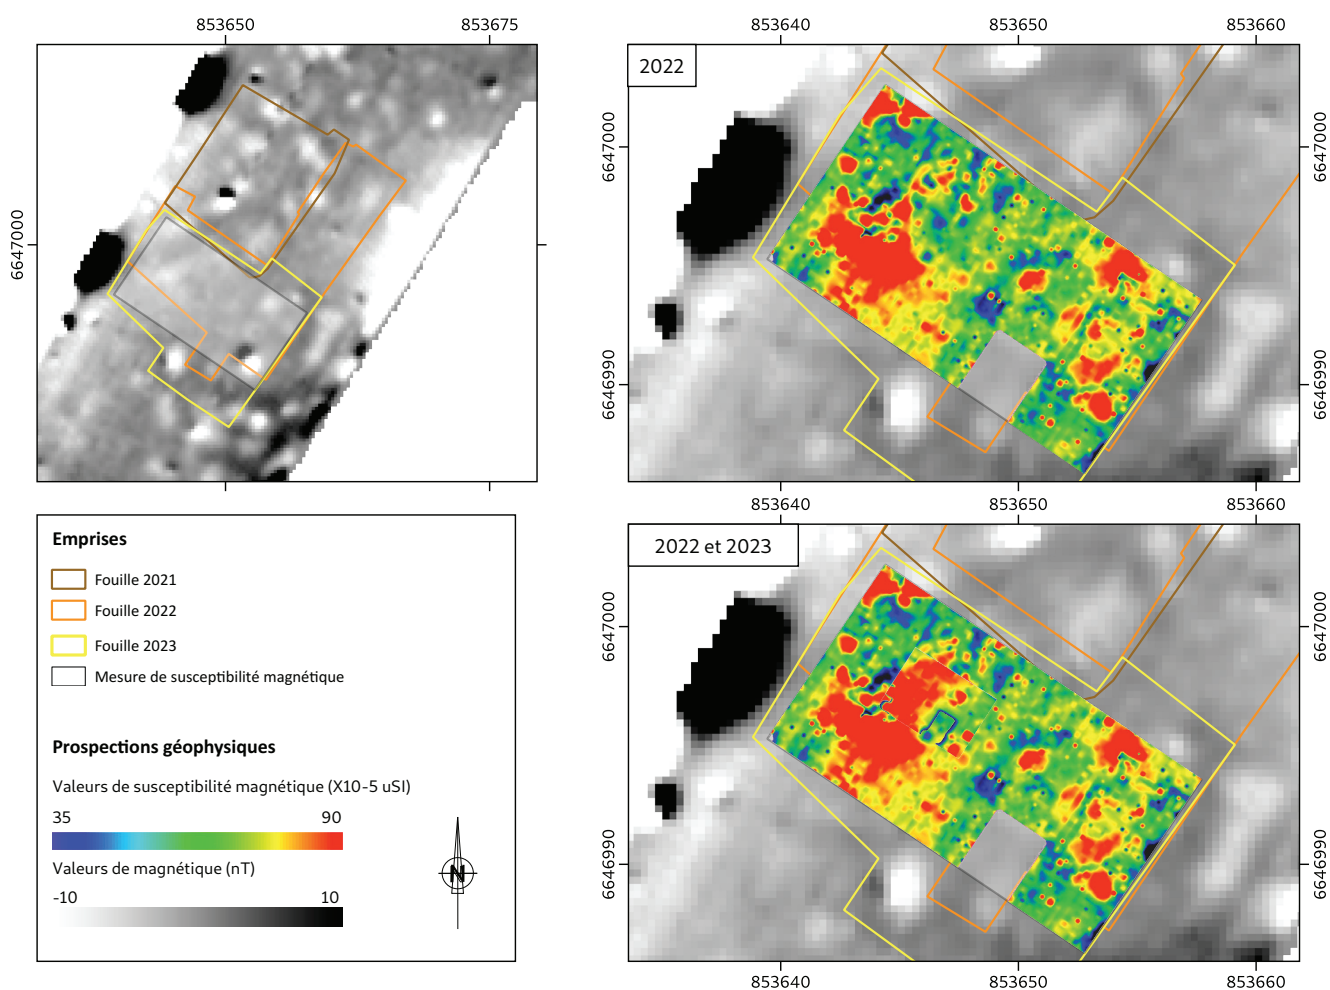 853650
853675
6647000
853640
853650
853660
2022
6647000
6646990
853640
853650
853660
2022 et 2023
6647000
6647000
6646990
6646990
853640
853650
853660
Emprises
Fouille 2021
Fouille 2022
Fouille 2023
Mesure de susceptibilité magnétique
Prospections géophysiques
Valeurs de susceptibilité magnétique (X10-5 uSI)
35
90
Valeurs de magnétique (nT)
-10
10
N